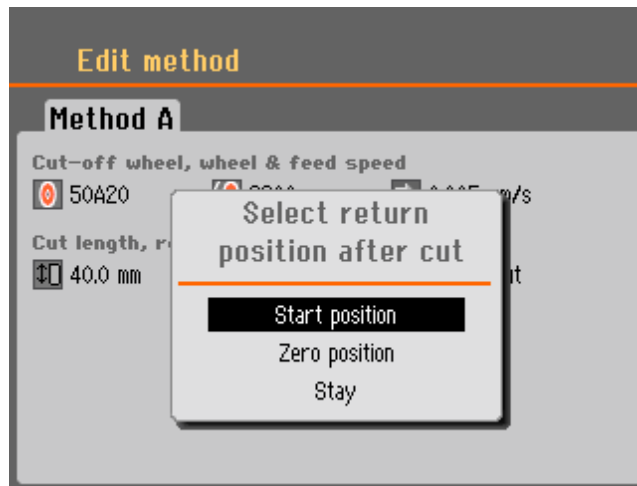 Edit method
Method A
Cut-off wheel, wheel & feed speed
50A20
Select return
position after cut
Cut length,
40.0 mm
Start position
Zero position
Stay